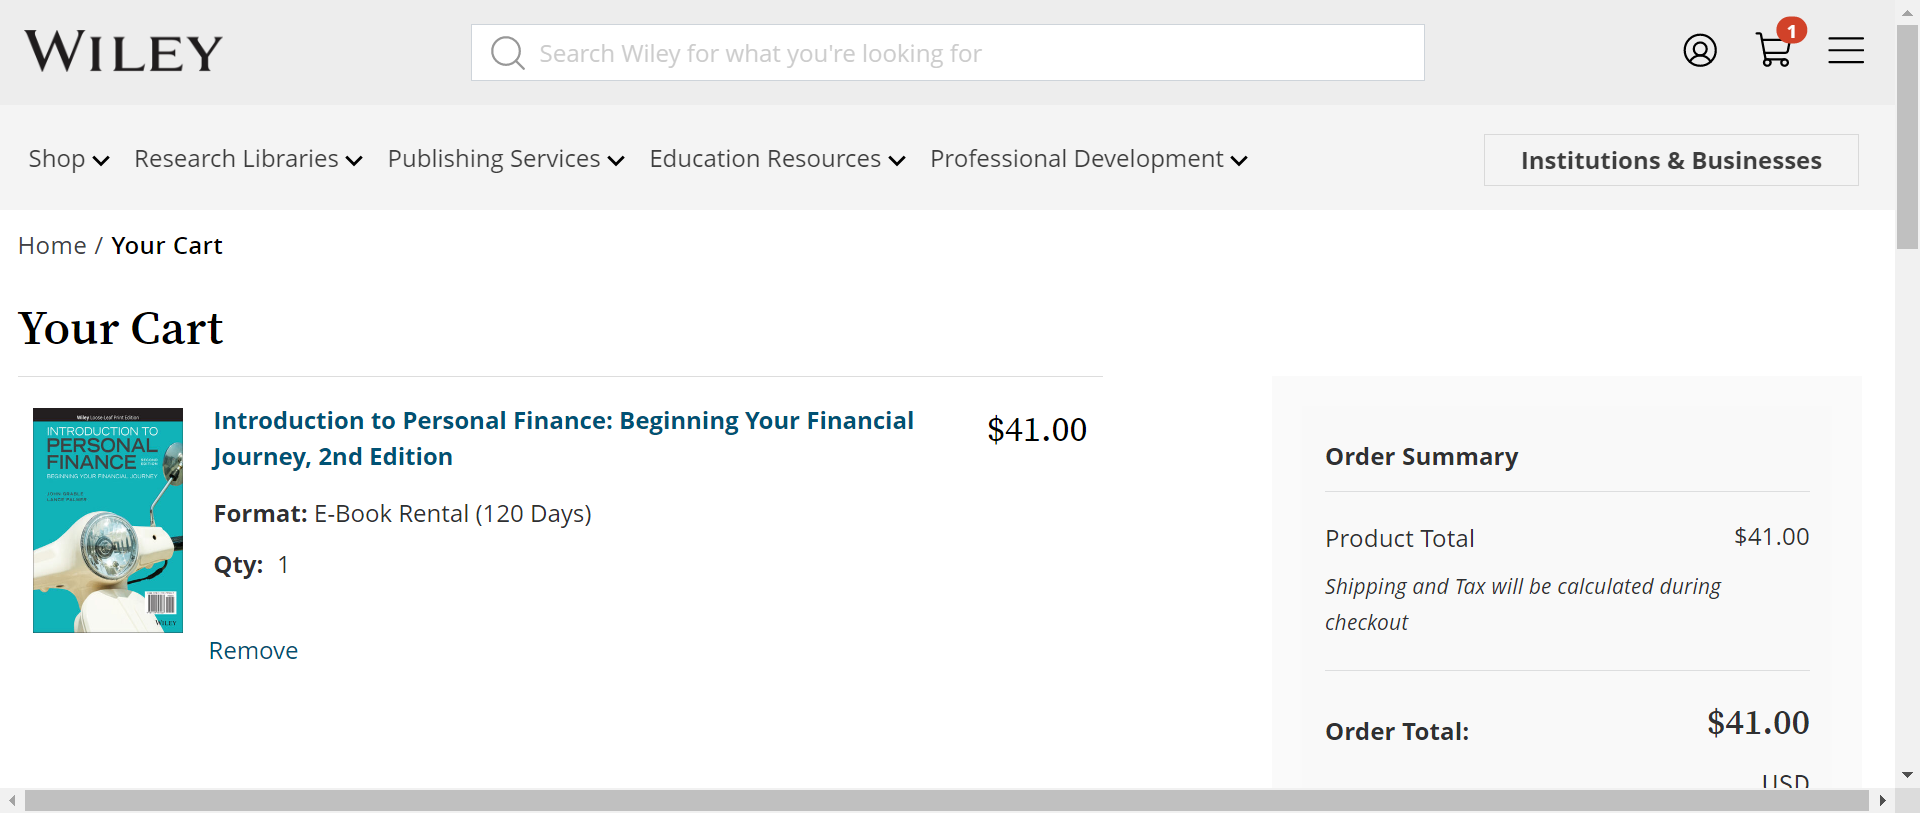 WILEY
Search Wiley for what you're looking for
1
Shop
Research Libraries
Publishing Services
Education Resources
Professional Development
Institutions & Businesses
Home / Your Cart
Your Cart
Wiley Loose-Leaf Print Edition
INTRODUCTION TO
PERSONAL
FINANCE
SECOND
EDITION
BEGINNING YOUR FINANCIAL JOURNEY
JOHN GRABLE
LANCE PALMER
WILEY
Introduction to Personal Finance: Beginning Your Financial
Journey, 2nd Edition
$41.00
Format: E-Book Rental (120 Days)
Qty: 1
Remove
Order Summary
Product Total
$41.00
Shipping and Tax will be calculated during
checkout
Order Total:
$41.00
USD